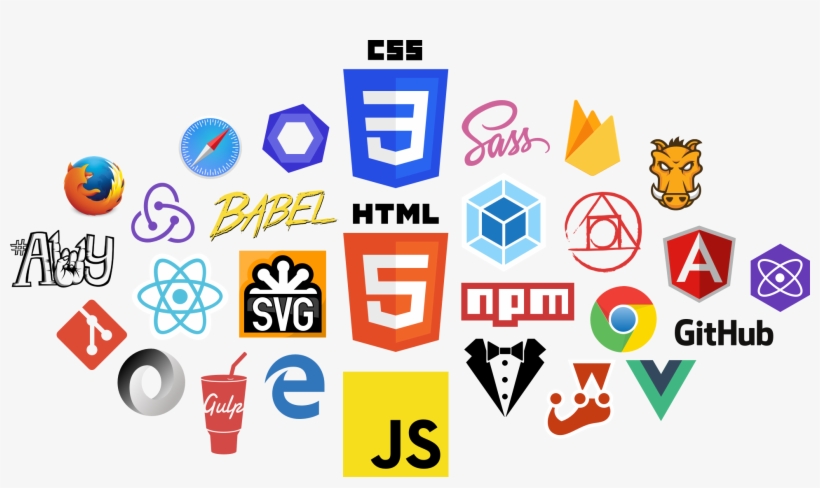 CSS
3
Sass
BABEL
HTML
#A11Y
5
SVG
npm
A
GitHub
Gulp
JS